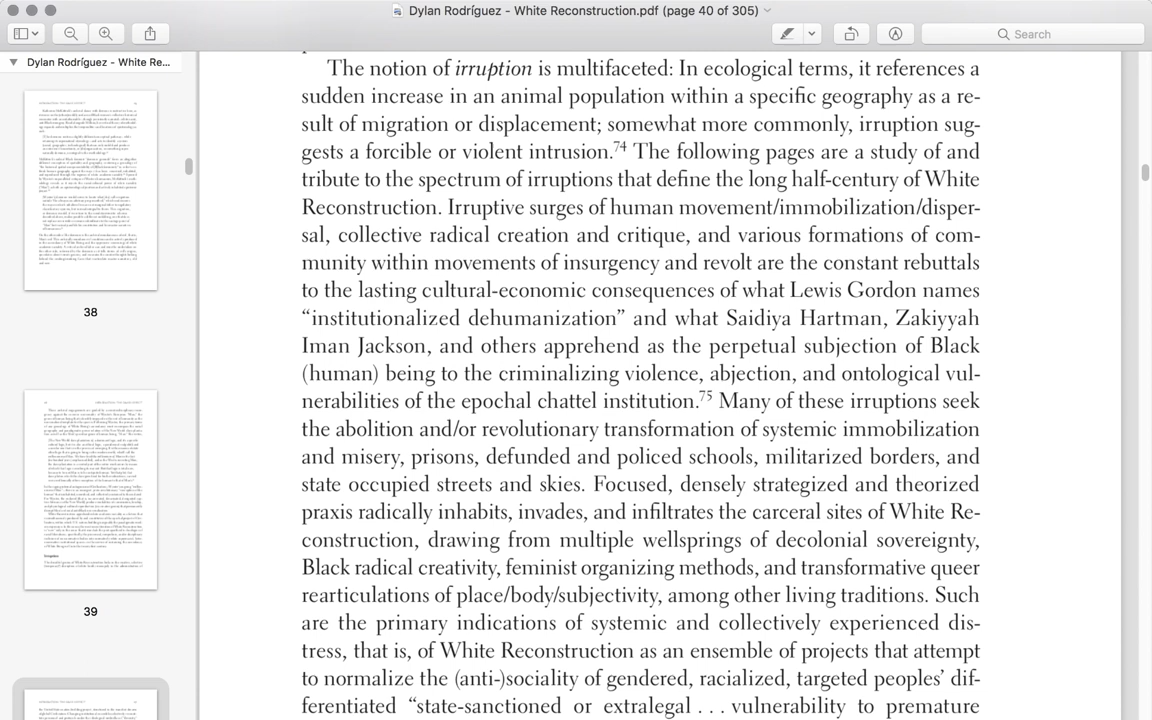 Dylan Rodríguez - White Reconstruction.pdf (page 40 of 305)
Search
Dylan Rodríguez - White Re...
38
39
The notion of irruption is multifaceted: In ecological terms, it references a
sudden increase in an animal population within a specific geography as a re-
sult of migration or displacement; somewhat more commonly, irruption sug-
gests a forcible or violent intrusion.74 The following pages are a study of and
tribute to the spectrum of irruptions that define the long half-century of White
Reconstruction. Irruptive surges of human movement/immobilization/disper-
sal, collective radical creation and critique, and various formations of com-
munity within movements of insurgency and revolt are the constant rebuttals
to the lasting cultural-economic consequences of what Lewis Gordon names
“institutionalized dehumanization” and what Saidiya Hartman, Zakiyyah
Iman Jackson, and others apprehend as the perpetual subjection of Black
(human) being to the criminalizing violence, abjection, and ontological vul-
nerabilities of the epochal chattel institution.75 Many of these irruptions seek
the abolition and/or revolutionary transformation of systemic immobilization
and misery, prisons, defunded and policed schools, militarized borders, and
state occupied streets and skies. Focused, densely strategized and theorized
praxis radically inhabits, invades, and infiltrates the carceral sites of White Re-
construction, drawing from multiple wellsprings of decolonial sovereignty,
Black radical creativity, feminist organizing methods, and transformative queer
rearticulations of place/body/subjectivity, among other living traditions. Such
are the primary indications of systemic and collectively experienced dis-
tress, that is, of White Reconstruction as an ensemble of projects that attempt
to normalize the (anti-)sociality of gendered, racialized, targeted peoples’ dif-
ferentiated “state-sanctioned or extralegal . . . vulnerability to premature